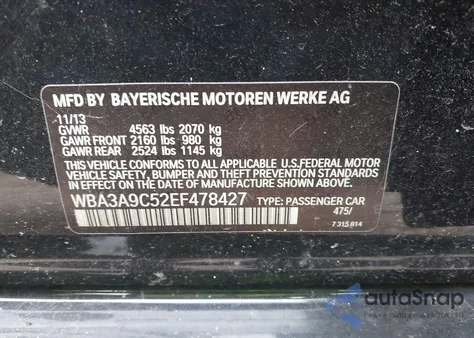 MFD BY BAYERISCHE MOTOREN WERKE AG
11/13
GVWR 4563 lbs 2070 kg
GAWR FRONT 2160 lbs 980 kg
GAWR REAR 2524 lbs 1145 kg
THIS VEHICLE CONFORMS TO ALL APPLICABLE U.S.FEDERAL MOTOR
VEHICLE SAFETY, BUMPER, AND THEFT PREVENTION STANDARDS
IN EFFECT ON THE DATE OF MANUFACTURE SHOWN ABOVE.
WBA3A9C52EF478427 TYPE: PASSENGER CAR
475/
7 315 814
autoSnap